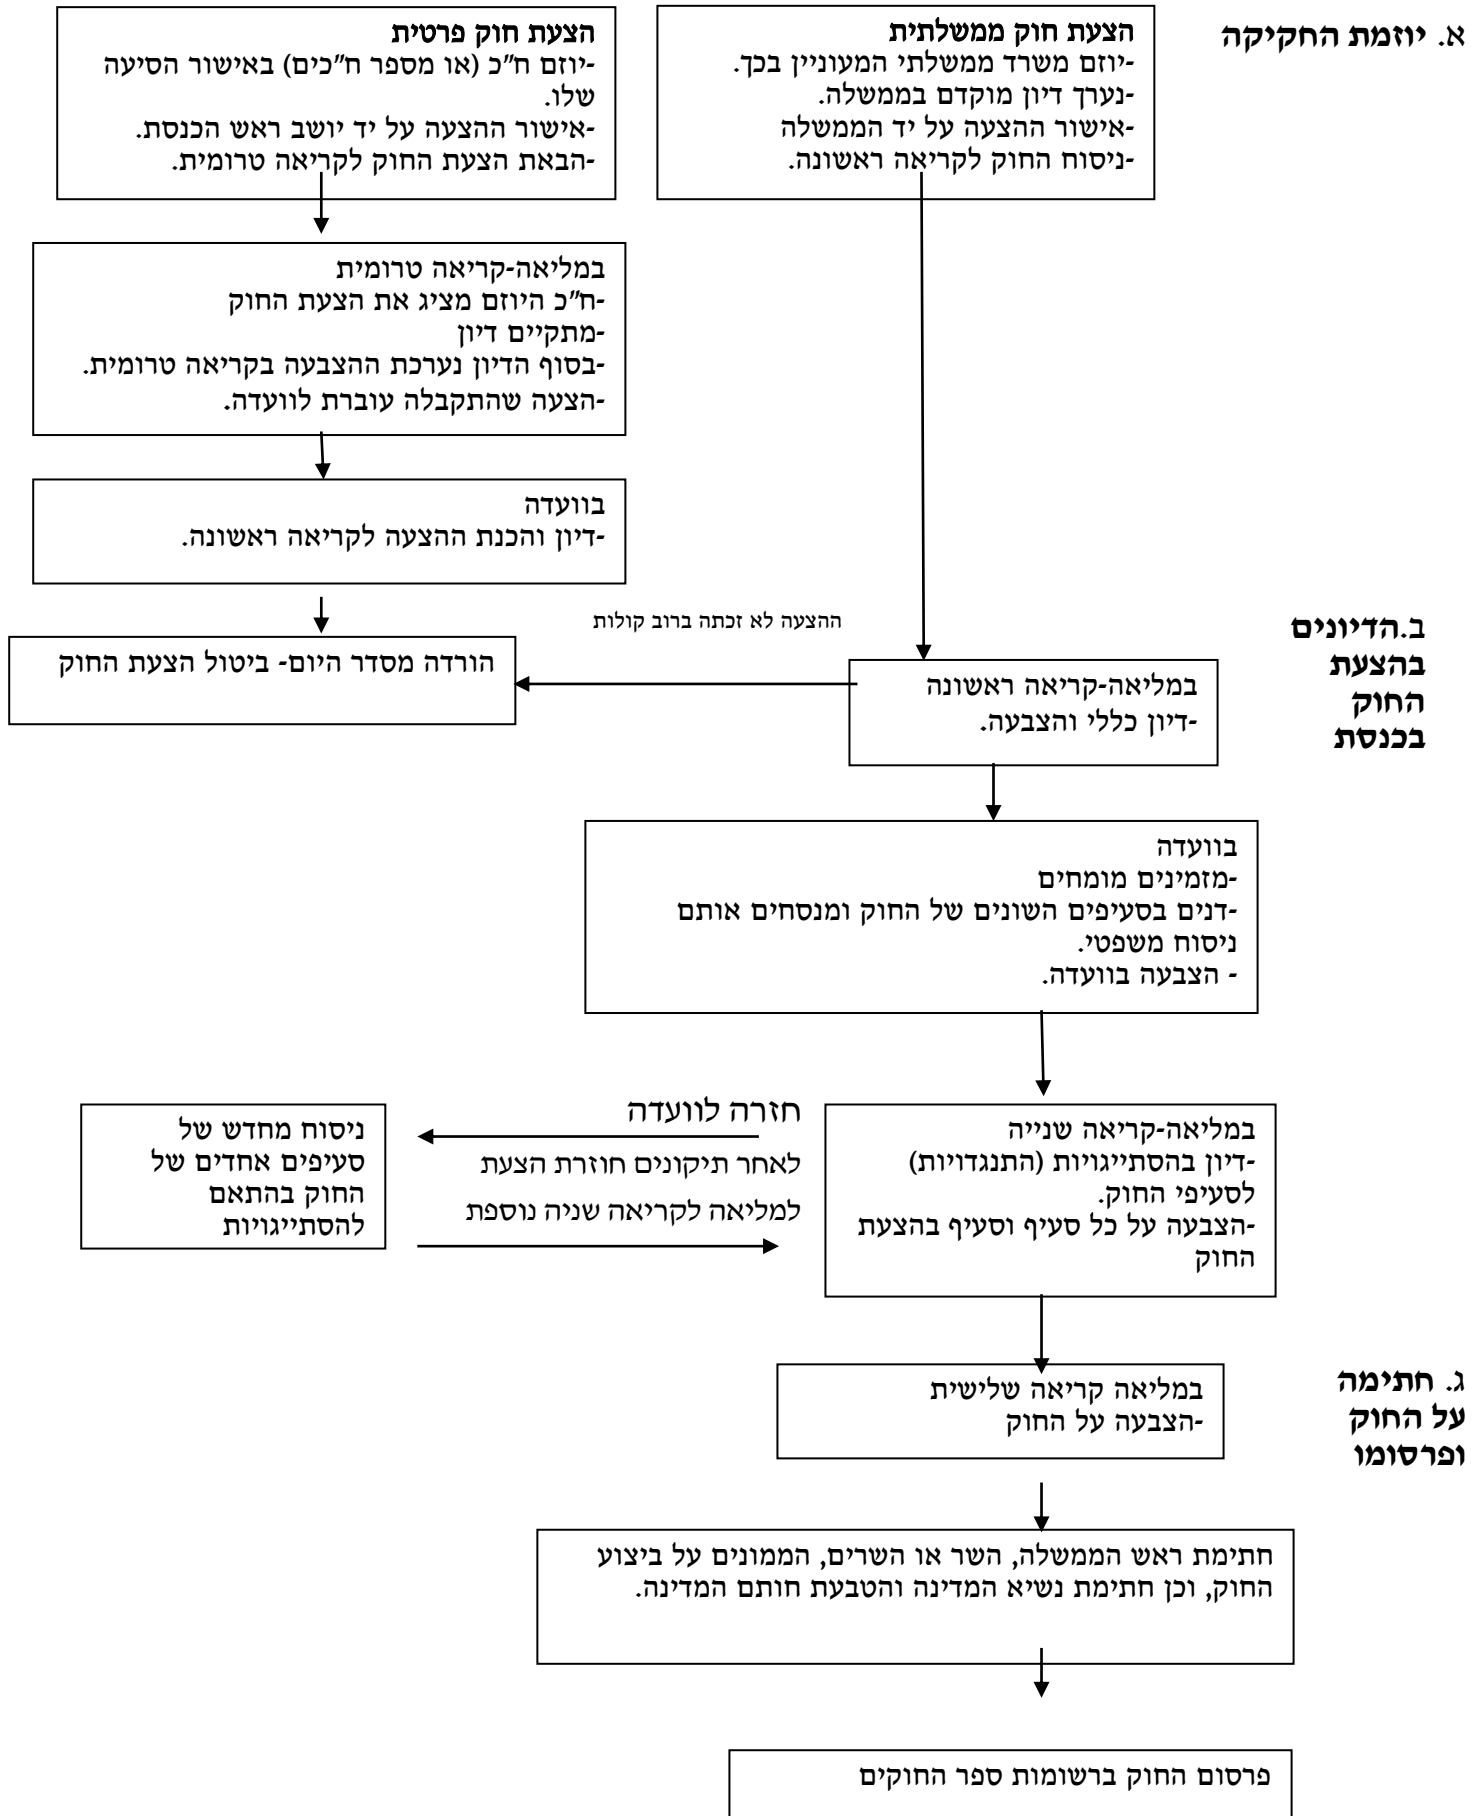 א. יוזמת החקיקה
הצעת חוק ממשלתית
-יוזם משרד ממשלתי המעוניין בכך.
-נערך דיון מוקדם בממשלה.
-אישור ההצעה על יד הממשלה
-ניסוח החוק לקריאה ראשונה.
הצעת חוק פרטית
-יוזם ח"כ (או מספר ח"כים) באישור הסיעה
שלו.
-אישור ההצעה על יד יושב ראש הכנסת.
-הבאת הצעת החוק לקריאה טרומית.
במליאה-קריאה טרומית
-ח"כ היוזם מציג את הצעת החוק
-מתקיים דיון
-בסוף הדיון נערכת ההצבעה בקריאה טרומית.
-הצעה שהתקבלה עוברת לוועדה.
בוועדה
-דיון והכנת ההצעה לקריאה ראשונה.
ב.הדיונים
בהצעת
החוק
בכנסת
במליאה-קריאה ראשונה
-דיון כללי והצבעה.
ההצעה לא זכתה ברוב קולות
הורדה מסדר היום- ביטול הצעת החוק
בוועדה
-מזמינים מומחים
-דנים בסעיפים השונים של החוק ומנסחים אותם
ניסוח משפטי.
- הצבעה בוועדה.
במליאה-קריאה שנייה
-דיון בהסתייגויות (התנגדויות)
לסעיפי החוק.
-הצבעה על כל סעיף וסעיף בהצעת
החוק
חזרה לוועדה
לאחר תיקונים חוזרת הצעת
למליאה לקריאה שניה נוספת
ניסוח מחדש של
סעיפים אחדים של
החוק בהתאם
להסתייגויות
ג. חתימה
על החוק
ופרסומו
במליאה קריאה שלישית
-הצבעה על החוק
חתימת ראש הממשלה, השר או השרים, הממונים על ביצוע
החוק, וכן חתימת נשיא המדינה והטבעת חותם המדינה.
פרסום החוק ברשומות ספר החוקים